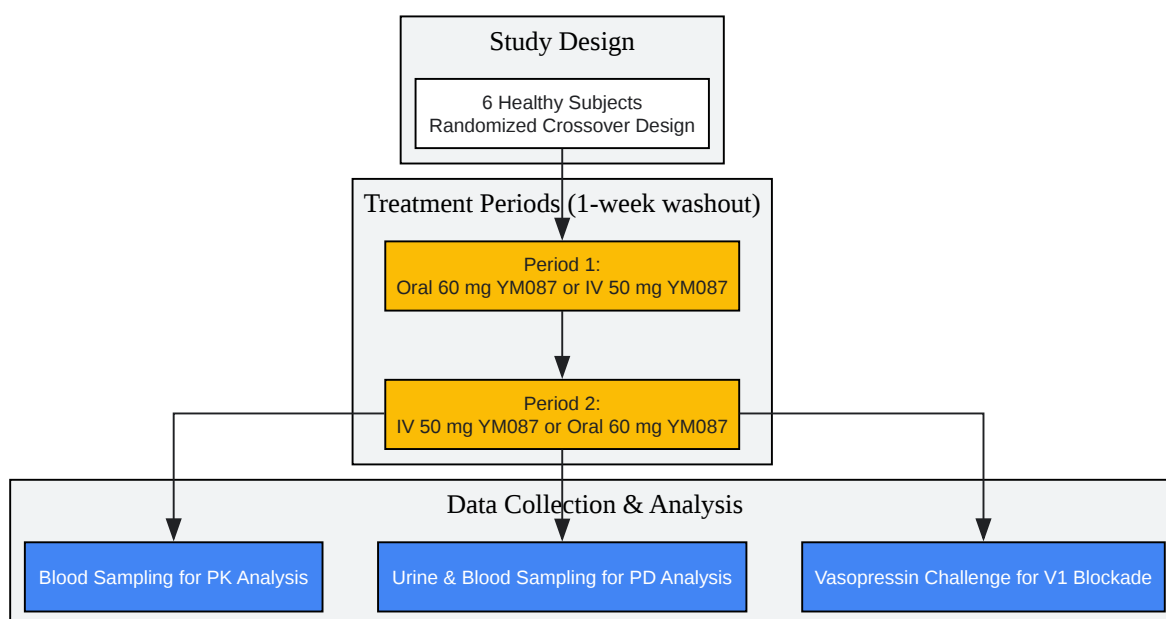 Study Design
6 Healthy Subjects
Randomized Crossover Design
Treatment Periods (1-week washout)
Period 1:
Oral 60 mg YM087 or IV 50 mg YM087
Period 2:
IV 50 mg YM087 or Oral 60 mg YM087
Data Collection & Analysis
Blood Sampling for PK Analysis
Urine & Blood Sampling for PD Analysis
Vasopressin Challenge for V1 Blockade